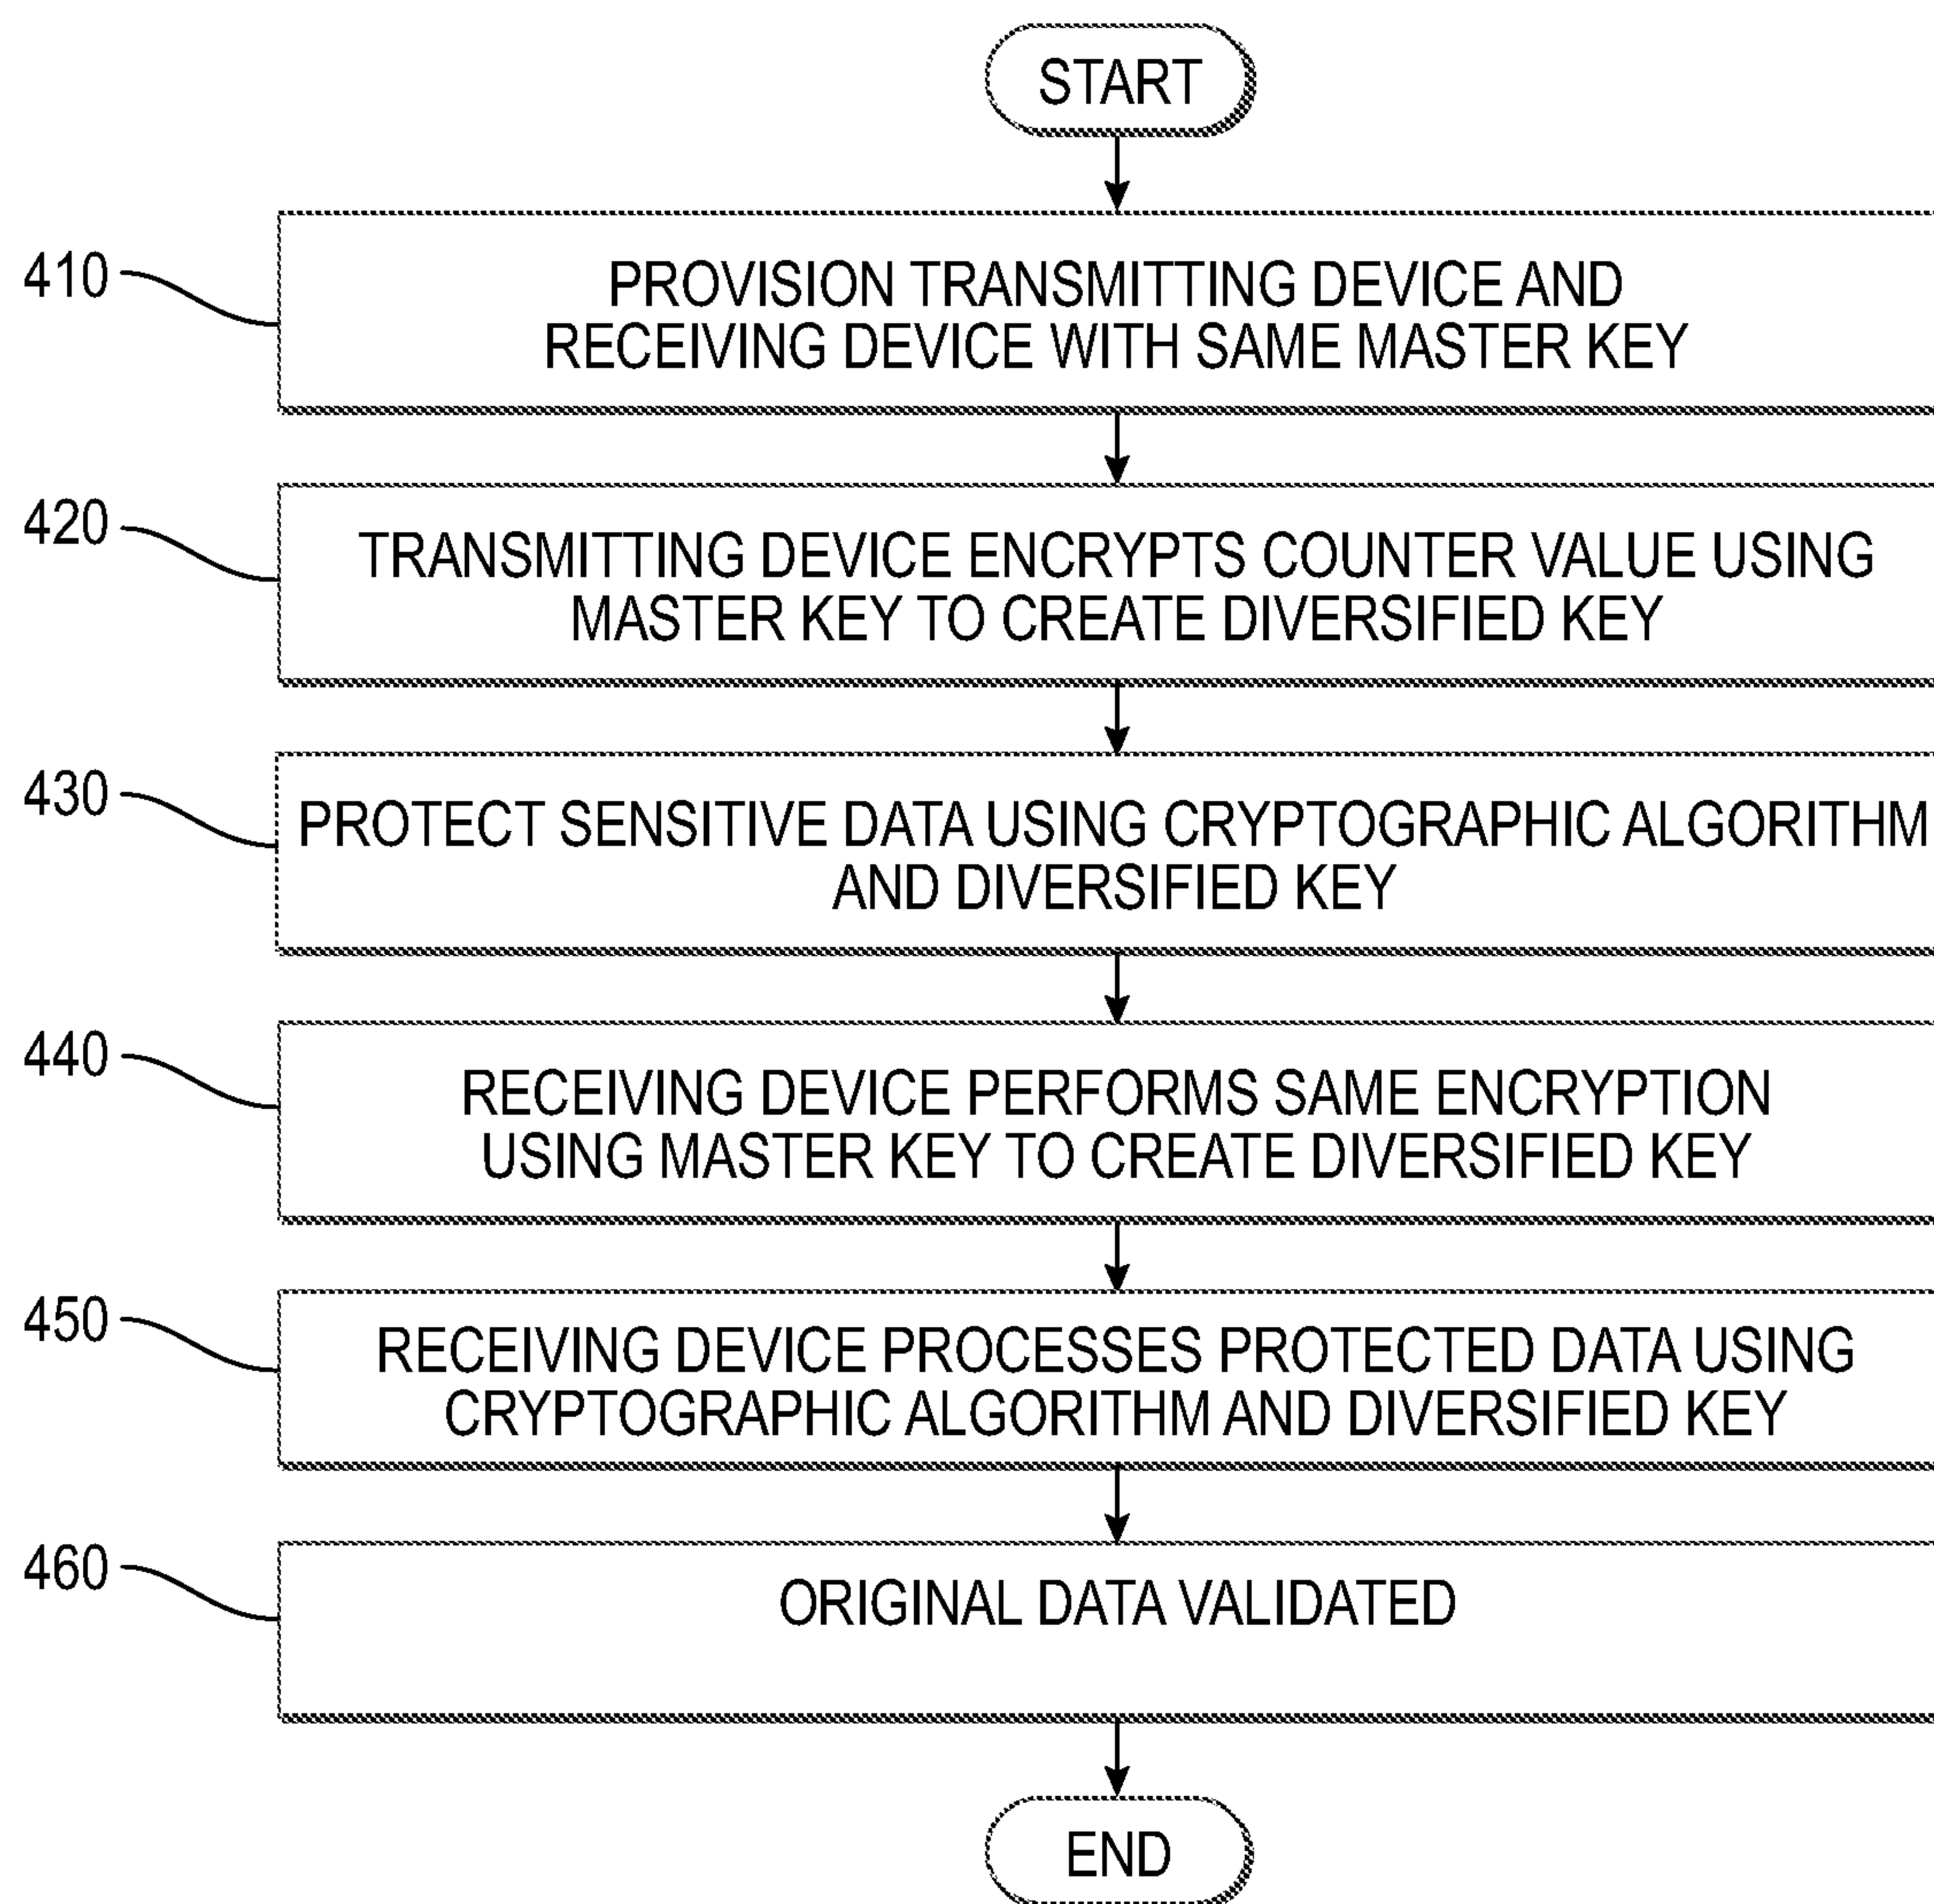 START
410
PROVISION TRANSMITTING DEVICE AND
RECEIVING DEVICE WITH SAME MASTER KEY
420
TRANSMITTING DEVICE ENCRYPTS COUNTER VALUE USING
MASTER KEY TO CREATE DIVERSIFIED KEY
430
PROTECT SENSITIVE DATA USING CRYPTOGRAPHIC ALGORITHM
AND DIVERSIFIED KEY
440
RECEIVING DEVICE PERFORMS SAME ENCRYPTION
USING MASTER KEY TO CREATE DIVERSIFIED KEY
450
RECEIVING DEVICE PROCESSES PROTECTED DATA USING
CRYPTOGRAPHIC ALGORITHM AND DIVERSIFIED KEY
460
ORIGINAL DATA VALIDATED
END